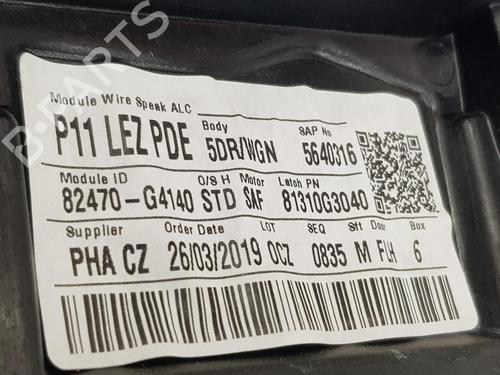 Module Wire Speak ALC
P11 LEZ PDE Body 5DR/WGN SAP No 5640316
Module ID O/S H Motor Latch PN
82470-G4140 STD SAF 81310G3040
Supplier Order Date LOT SEQ Sft Door Box
PHA CZ 26/03/2019 0CZ 0835 M FLH 6
B-PARTS